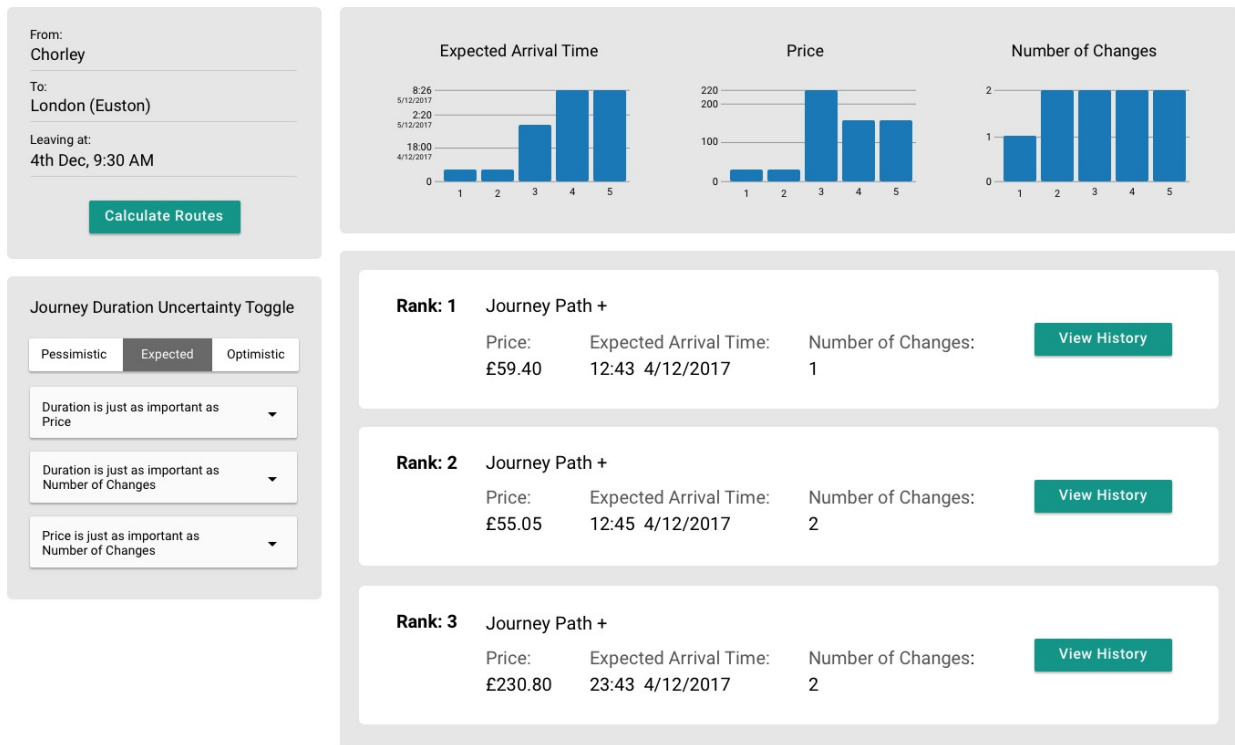 From:
Chorley
To:
London (Euston)
Leaving at:
4th Dec, 9:30 AM
Calculate Routes
Journey Duration Uncertainty Toggle
Pessimistic Expected Optimistic
Duration is just as important as
Price
Duration is just as important as
Number of Changes
Price is just as important as
Number of Changes
Expected Arrival Time
8:26
5/12/2017
2:20
5/12/2017
18:00
4/12/2017
0
1 2 3 4 5
Price
220
200
100
0
1 2 3 4 5
Number of Changes
2
1
0
1 2 3 4 5
Rank: 1 Journey Path +
Price: Expected Arrival Time: Number of Changes:
£59.40 12:43 4/12/2017 1
View History
Rank: 2 Journey Path +
Price: Expected Arrival Time: Number of Changes:
£55.05 12:45 4/12/2017 2
View History
Rank: 3 Journey Path +
Price: Expected Arrival Time: Number of Changes:
£230.80 23:43 4/12/2017 2
View History